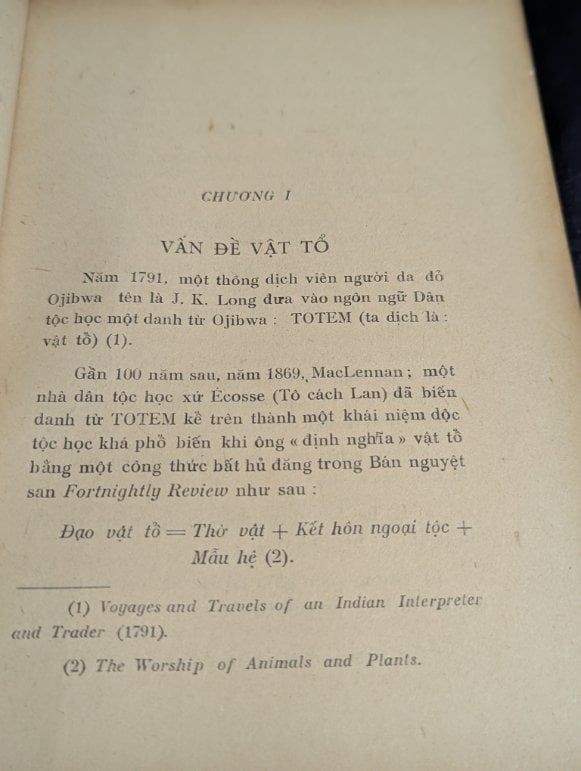 CHƯƠNG I
VẤN ĐỀ VẬT TỔ
Năm 1791, một thông dịch viên người da đỏ
Ojibwa tên là J. K. Long đưa vào ngôn ngữ Dân
tộc học một danh từ Ojibwa : TOTEM (ta dịch là :
vật tổ) (1).
Gần 100 năm sau, năm 1869, MacLennan ; một
nhà dân tộc học xứ Écosse (Tô cách Lan) đã biến
danh từ TOTEM kể trên thành một khái niệm dộc
tộc học khá phổ biến khi ông « định nghĩa » vật tổ
bằng một công thức bất hủ đăng trong Bán nguyệt
san Fortnightly Review như sau :
Đạo vật tổ = Thờ vật + Kết hôn ngoại tộc +
Mẫu hệ (2).
(1) Voyages and Travels of an Indian Interpreter
and Trader (1791).
(2) The Worship of Animals and Plants.